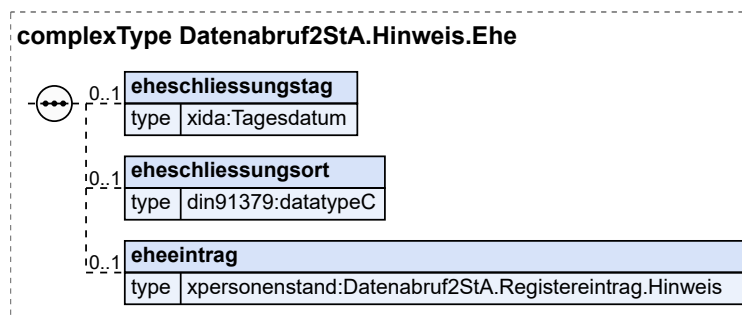 complexType Datenabruf2StA.Hinweis.Ehe
0..1 eheschliessungstag
type xida:Tagesdatum
0..1 eheschliessungsort
type din91379:datatypeC
0..1 eheeintrag
type xpersonenstand:Datenabruf2StA.Registereintrag.Hinweis